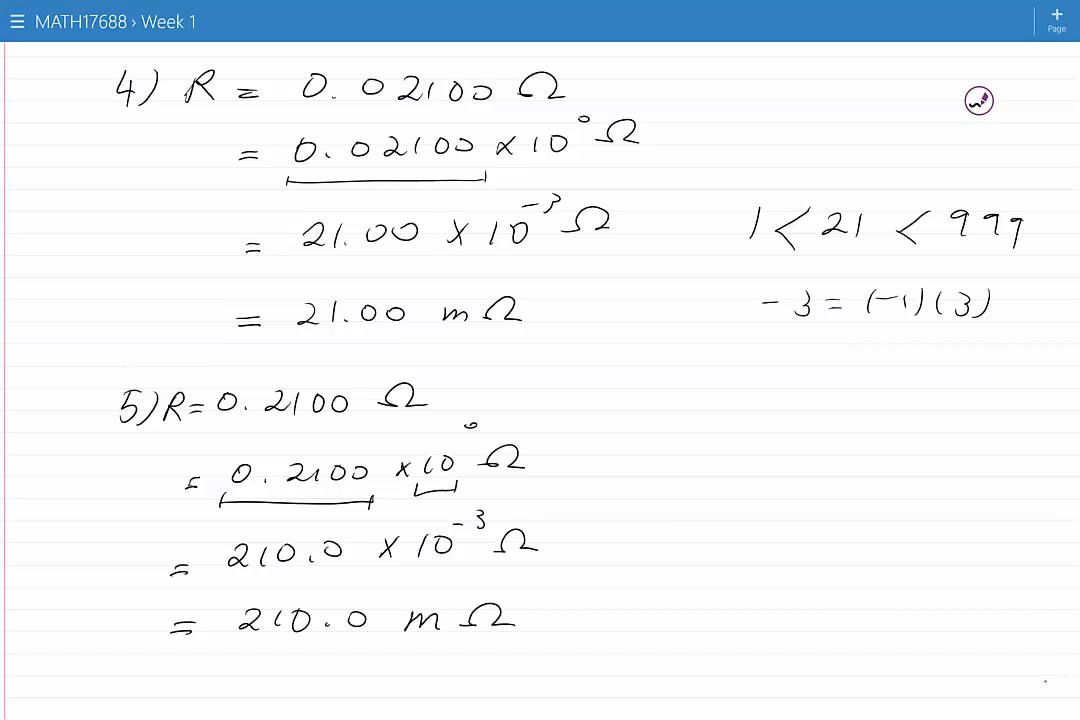 MATH17688 › Week 1
Page
4) R = 0.02100 Ω
= 0.02100 × 10⁰ Ω
= 21.00 × 10⁻³ Ω
1 < 21 < 999
= 21.00 mΩ
-3 = (-1)(3)
5) R = 0.2100 Ω
= 0.2100 × 10⁰ Ω
= 210.0 × 10⁻³ Ω
= 210.0 mΩ